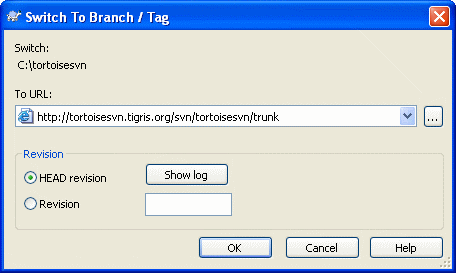 Switch To Branch / Tag
Switch:
C:\tortoisesvn
To URL:
http://tortoisesvn.tigris.org/svn/tortoisesvn/trunk
...
Revision
HEAD revision
Show log
Revision
OK Cancel Help